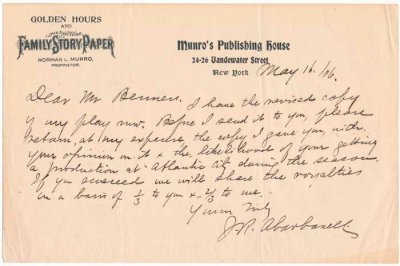 GOLDEN HOURS
AND
FAMILY STORY PAPER
NORMAN L. MUNRO,
PROPRIETOR.
Munro's Publishing House
24-26 Vandewater Street,
New York
May 16/06.
Dear Mr Benners. I have the revised copy
of my play now. Before I send it to you, please
return, at my expense the copy I gave you, with
your opinion on it & the likelihood of your getting
a production at Atlantic City during the season.
If you succeed we will share the royalties
in a basis of 1/3 to you & 2/3 to me.
Yours truly
J. R. Abarbanell